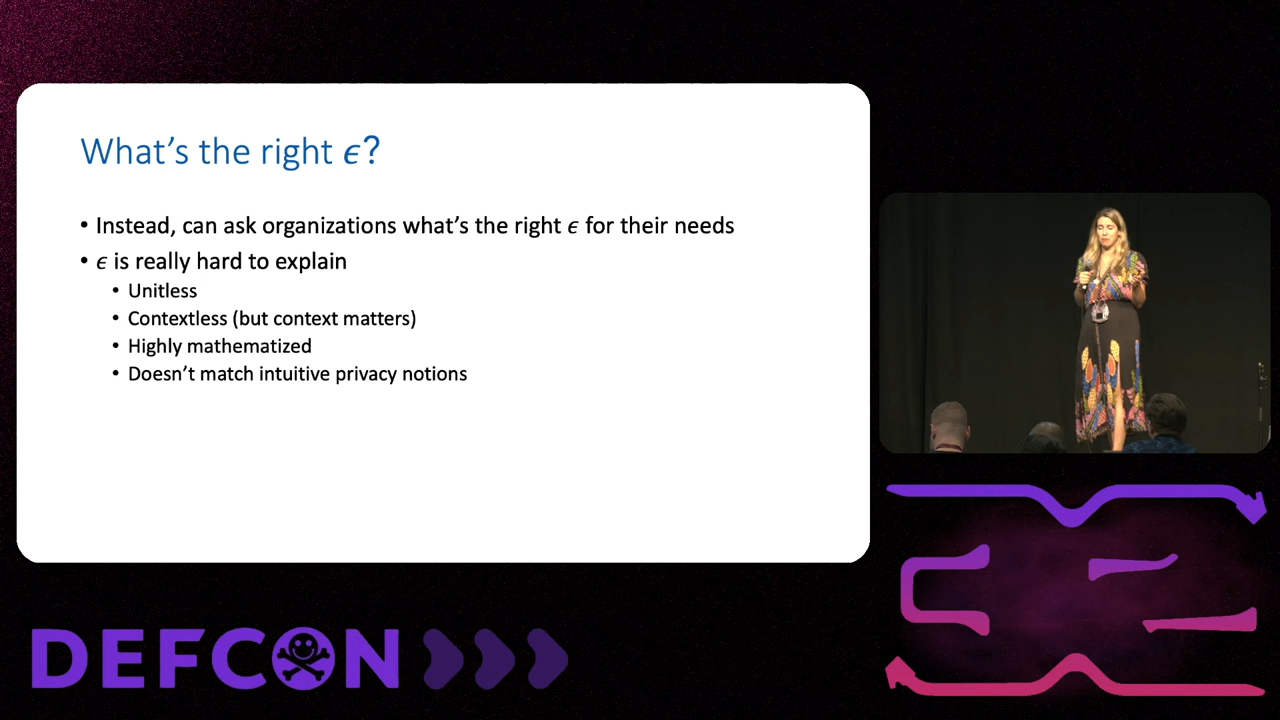 What's the right ϵ?
• Instead, can ask organizations what's the right ϵ for their needs
• ϵ is really hard to explain
• Unitless
• Contextless (but context matters)
• Highly mathematized
• Doesn't match intuitive privacy notions
DEFCON